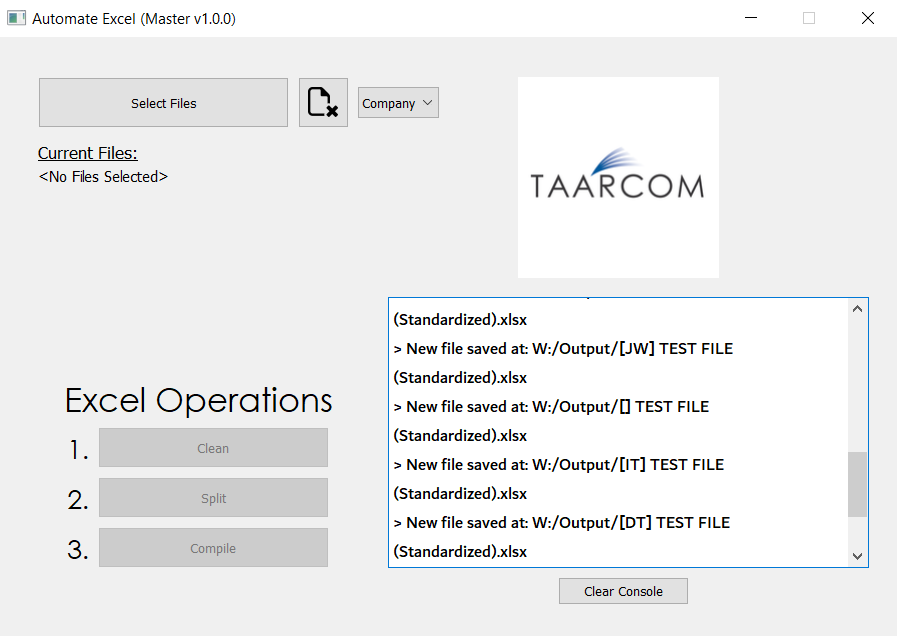 Automate Excel (Master v1.0.0)
Select Files
Company
Current Files:
<No Files Selected>
TAARCOM
(Standardized).xlsx
> New file saved at: W:/Output/[JW] TEST FILE
(Standardized).xlsx
> New file saved at: W:/Output/[] TEST FILE
(Standardized).xlsx
> New file saved at: W:/Output/[IT] TEST FILE
(Standardized).xlsx
> New file saved at: W:/Output/[DT] TEST FILE
(Standardized).xlsx
Excel Operations
1. Clean
2. Split
3. Compile
Clear Console